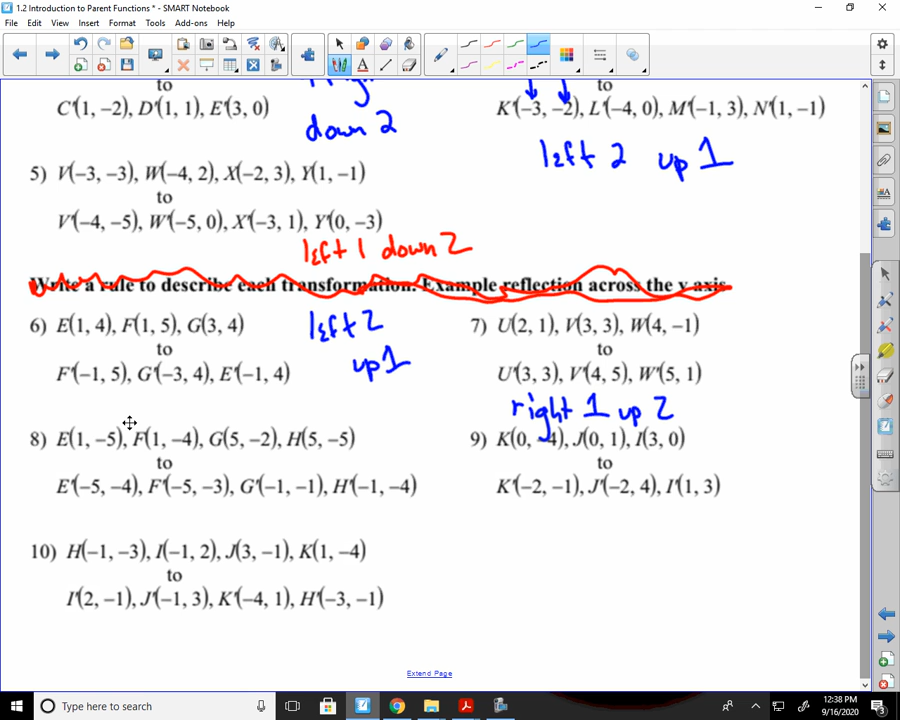 1.2 Introduction to Parent Functions * - SMART Notebook
File Edit View Insert Format Tools Add-ons Help
to
to
C'(1, −2), D'(1, 1), E'(3, 0)
K'(−3, −2), L'(−4, 0), M'(−1, 3), N'(1, −1)
down 2
left 2 up 1
5) V(−3, −3), W(−4, 2), X(−2, 3), Y(1, −1)
to
V'(−4, −5), W'(−5, 0), X'(−3, 1), Y'(0, −3)
left 1 down 2
Write a rule to describe each transformation. Example reflection across the y axis.
6) E(1, 4), F(1, 5), G(3, 4)
left 2
7) U(2, 1), V(3, 3), W(4, −1)
to
to
up 1
F'(−1, 5), G'(−3, 4), E'(−1, 4)
U'(3, 3), V'(4, 5), W'(5, 1)
right 1 up 2
8) E(1, −5), F(1, −4), G(5, −2), H(5, −5)
9) K(0, −4), J(0, 1), I(3, 0)
to
to
E'(−5, −4), F'(−5, −3), G'(−1, −1), H'(−1, −4)
K'(−2, −1), J'(−2, 4), I'(1, 3)
10) H(−1, −3), I(−1, 2), J(3, −1), K(1, −4)
to
I'(2, −1), J'(−1, 3), K'(−4, 1), H'(−3, −1)
Extend Page
Type here to search
12:38 PM
9/16/2020
3